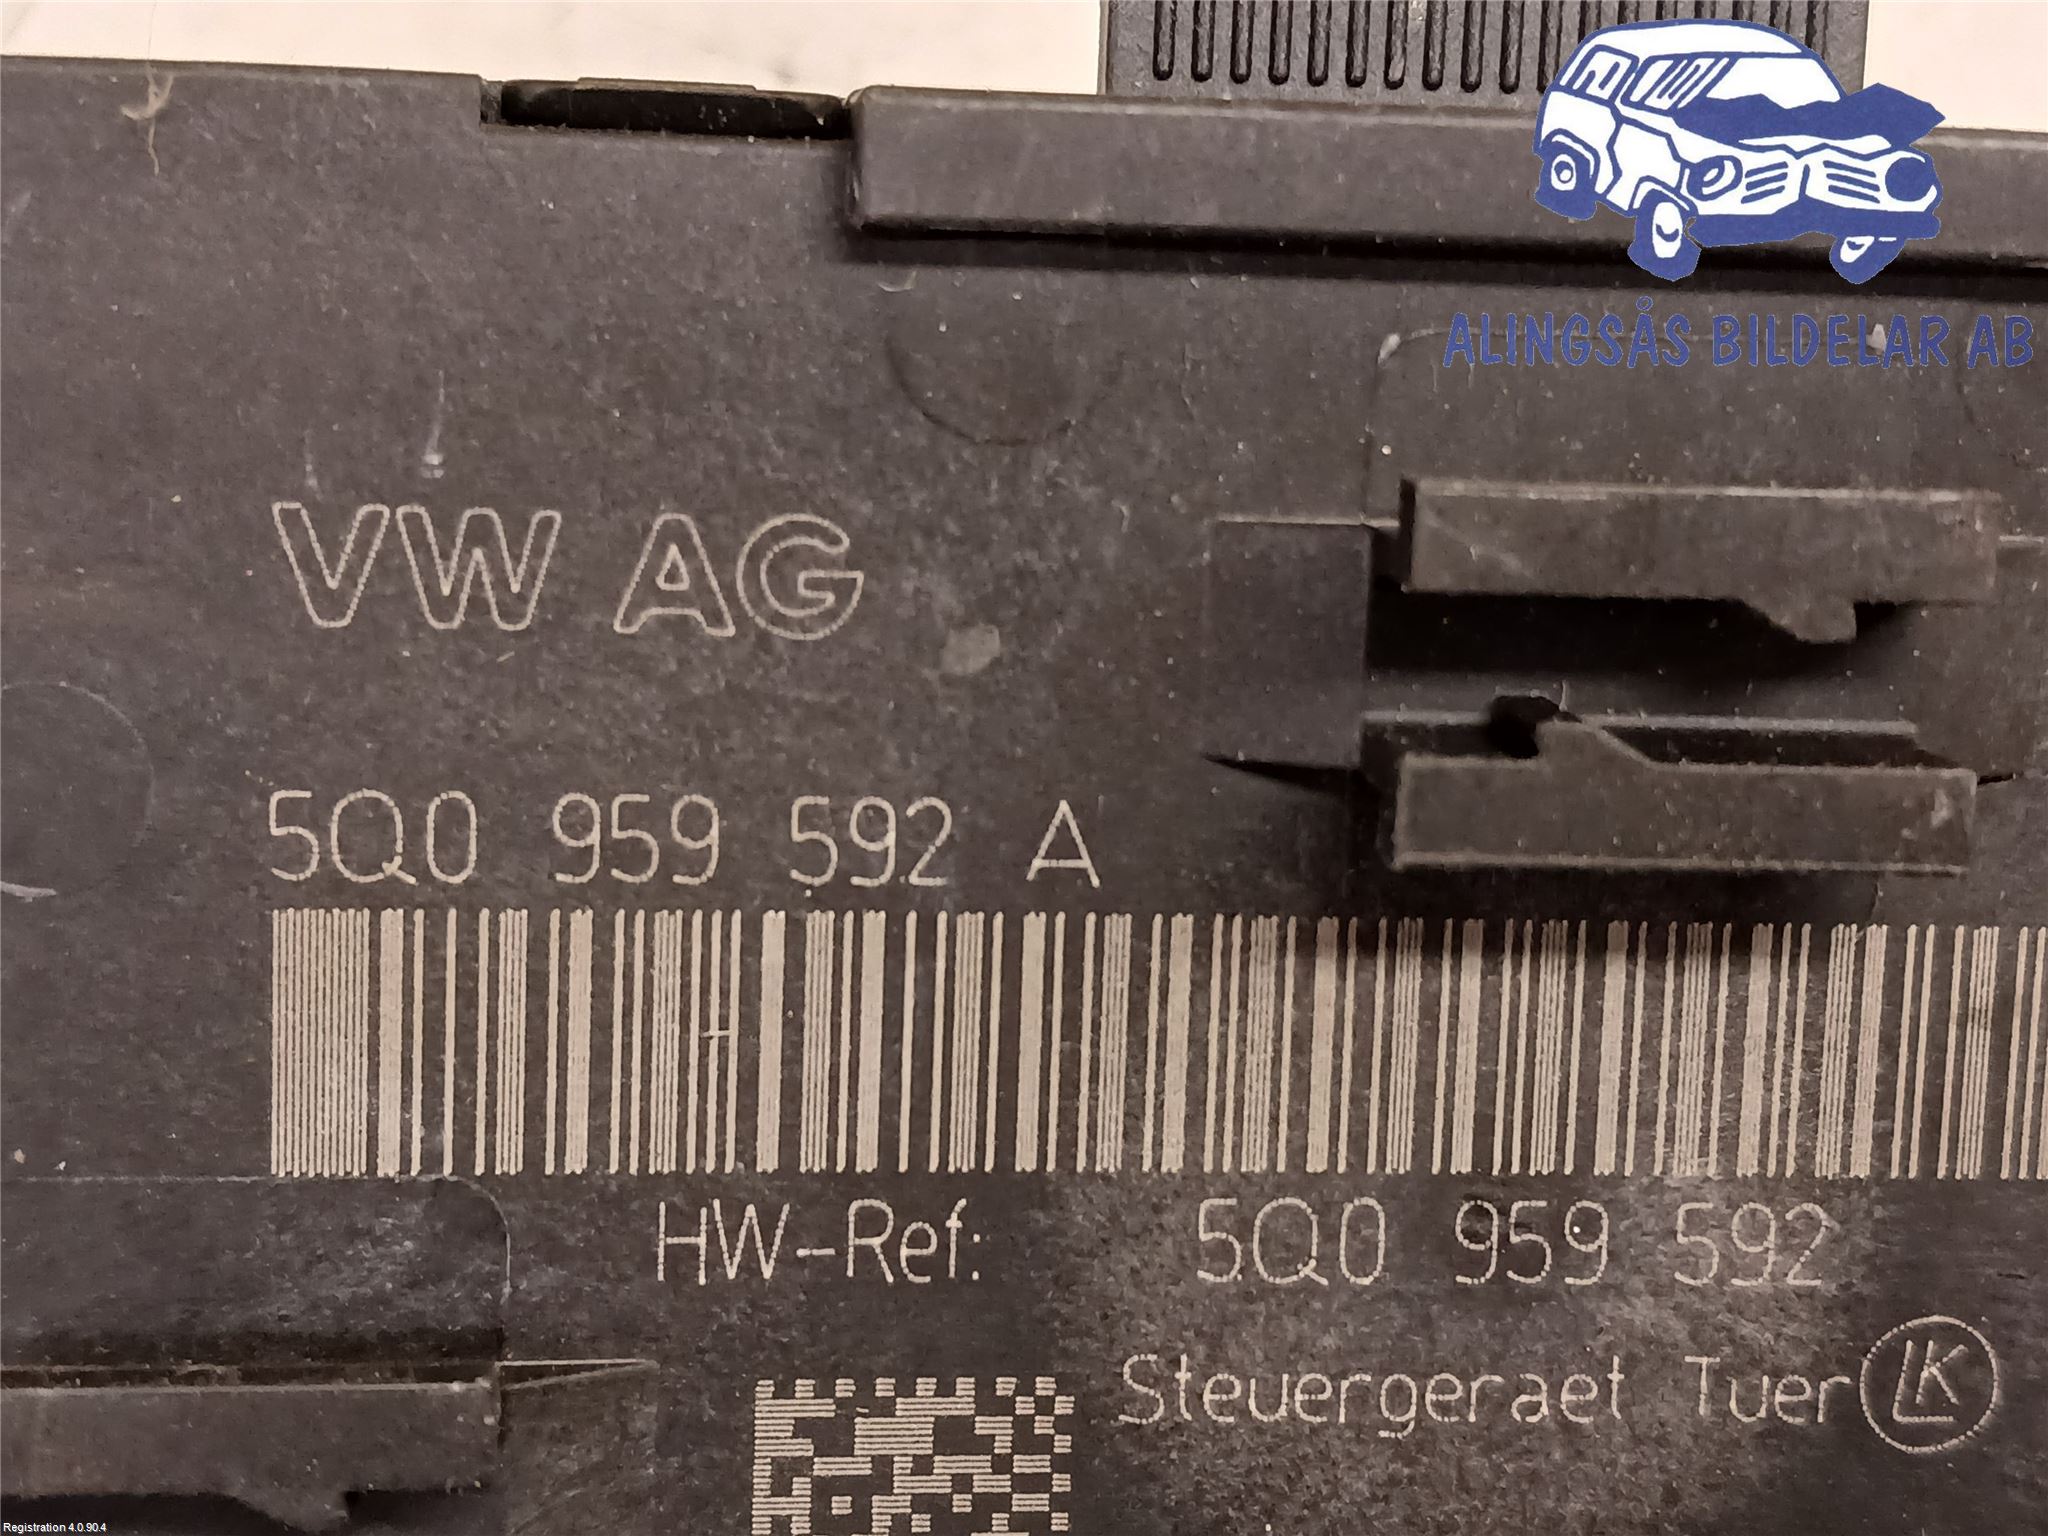 ALINGSÅS BILDELAR AB
VW AG
5Q0 959 592 A
HW-Ref: 5Q0 959 592
Steuergeraet Tuer LK
Registration 4.0.90.4